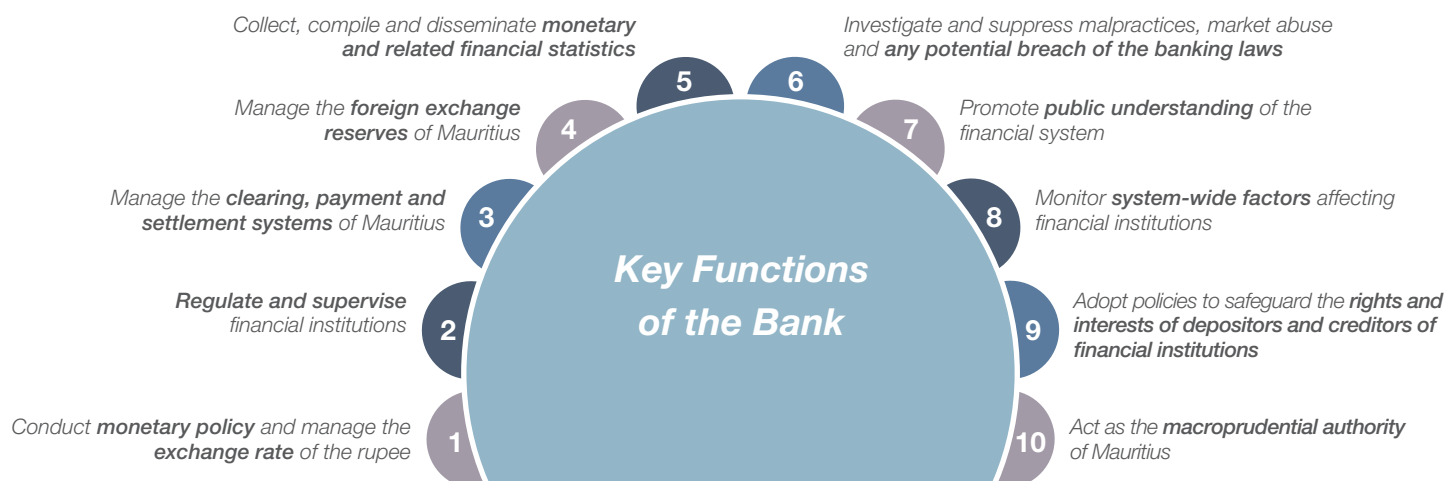 Key Functions
of the Bank
1
Conduct monetary policy and manage the
exchange rate of the rupee
2
Regulate and supervise
financial institutions
3
Manage the clearing, payment and
settlement systems of Mauritius
4
Manage the foreign exchange
reserves of Mauritius
5
Collect, compile and disseminate monetary
and related financial statistics
6
Investigate and suppress malpractices, market abuse
and any potential breach of the banking laws
7
Promote public understanding of the
financial system
8
Monitor system-wide factors affecting
financial institutions
9
Adopt policies to safeguard the rights and
interests of depositors and creditors of
financial institutions
10
Act as the macroprudential authority
of Mauritius